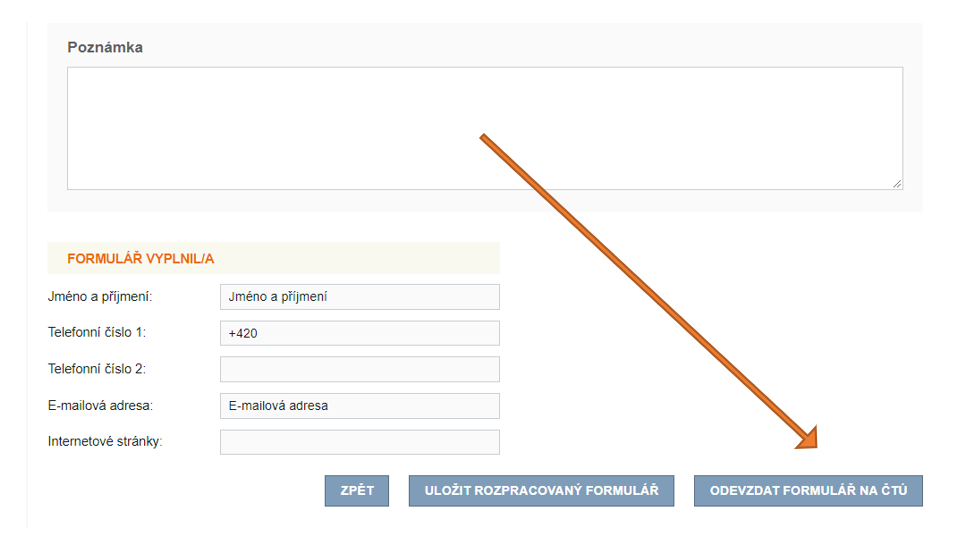 Poznámka
FORMULÁŘ VYPLNIL/A
Jméno a příjmení: Jméno a příjmení
Telefonní číslo 1: +420
Telefonní číslo 2:
E-mailová adresa: E-mailová adresa
Internetové stránky:
ZPĚT ULOŽIT ROZPRACOVANÝ FORMULÁŘ ODEVZDAT FORMULÁŘ NA ČTÚ